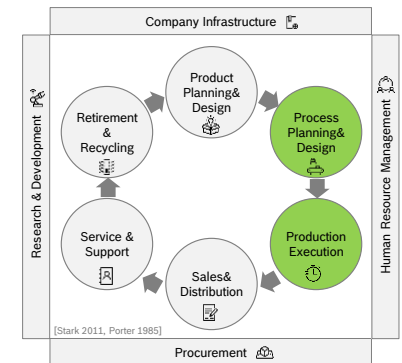 Company Infrastructure
Research & Development
Human Resource Management
Product
Planning&
Design
Process
Planning&
Design
Production
Execution
Sales&
Distribution
Service &
Support
Retirement
&
Recycling
[Stark 2011, Porter 1985]
Procurement